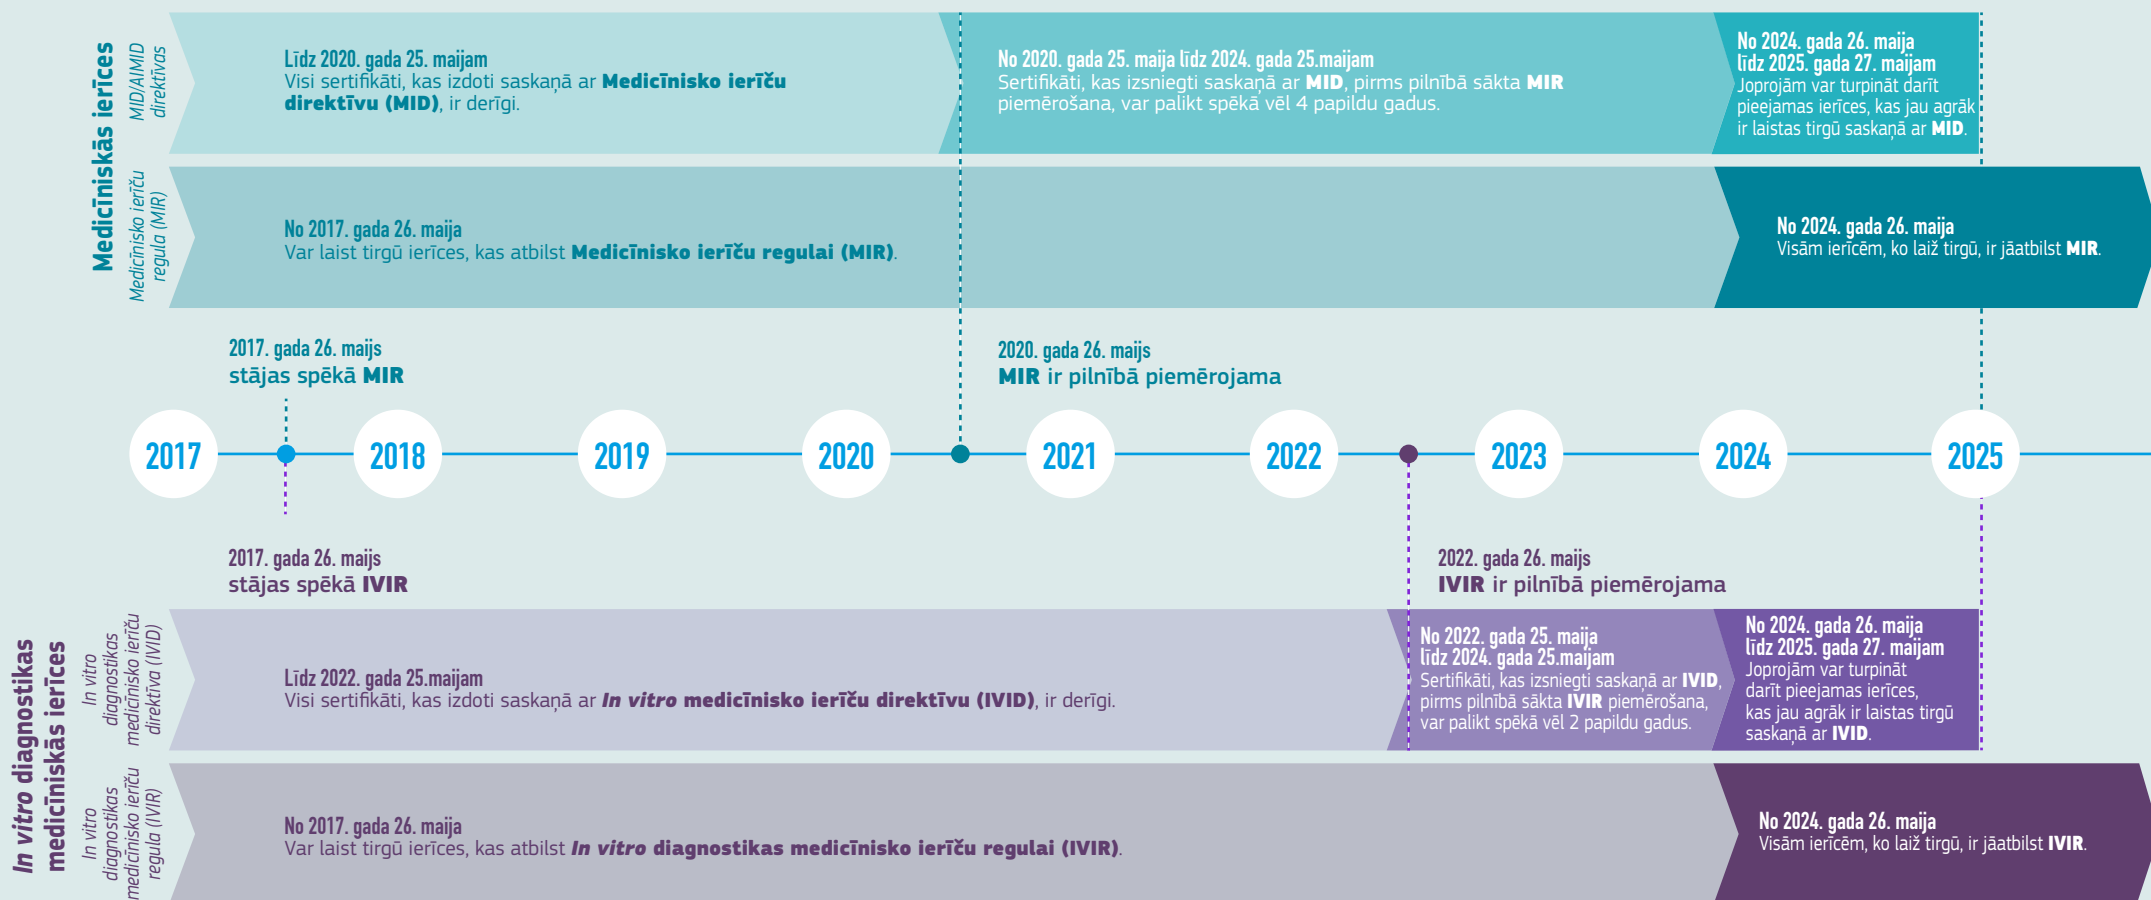 Medicīniskās ierīces
MID/AIMID
direktīvas
Līdz 2020. gada 25. maijam
Visi sertifikāti, kas izdoti saskaņā ar Medicīnisko ierīču
direktīvu (MID), ir derīgi.
No 2020. gada 25. maija līdz 2024. gada 25.maijam
Sertifikāti, kas izsniegti saskaņā ar MID, pirms pilnībā sākta MIR
piemērošana, var palikt spēkā vēl 4 papildu gadus.
No 2024. gada 26. maija
līdz 2025. gada 27. maijam
Joprojām var turpināt darīt
pieejamas ierīces, kas jau agrāk
ir laistas tirgū saskaņā ar MID.
Medicīnisko ierīču
regula (MIR)
No 2017. gada 26. maija
Var laist tirgū ierīces, kas atbilst Medicīnisko ierīču regulai (MIR).
No 2024. gada 26. maija
Visām ierīcēm, ko laiž tirgū, ir jāatbilst MIR.
2017. gada 26. maijs
stājas spēkā MIR
2020. gada 26. maijs
MIR ir pilnībā piemērojama
2017
2018
2019
2020
2021
2022
2023
2024
2025
2017. gada 26. maijs
stājas spēkā IVIR
2022. gada 26. maijs
IVIR ir pilnībā piemērojama
In vitro diagnostikas
medicīniskās ierīces
In vitro
diagnostikas
medicīnisko ierīču
direktīva (IVID)
Līdz 2022. gada 25.maijam
Visi sertifikāti, kas izdoti saskaņā ar In vitro medicīnisko ierīču direktīvu (IVID), ir derīgi.
No 2022. gada 25. maija
līdz 2024. gada 25.maijam
Sertifikāti, kas izsniegti saskaņā ar IVID,
pirms pilnībā sākta IVIR piemērošana,
var palikt spēkā vēl 2 papildu gadus.
No 2024. gada 26. maija
līdz 2025. gada 27. maijam
Joprojām var turpināt
darīt pieejamas ierīces,
kas jau agrāk ir laistas tirgū
saskaņā ar IVID.
In vitro
diagnostikas
medicīnisko ierīču
regula (IVIR)
No 2017. gada 26. maija
Var laist tirgū ierīces, kas atbilst In vitro diagnostikas medicīnisko ierīču regulai (IVIR).
No 2024. gada 26. maija
Visām ierīcēm, ko laiž tirgū, ir jāatbilst IVIR.